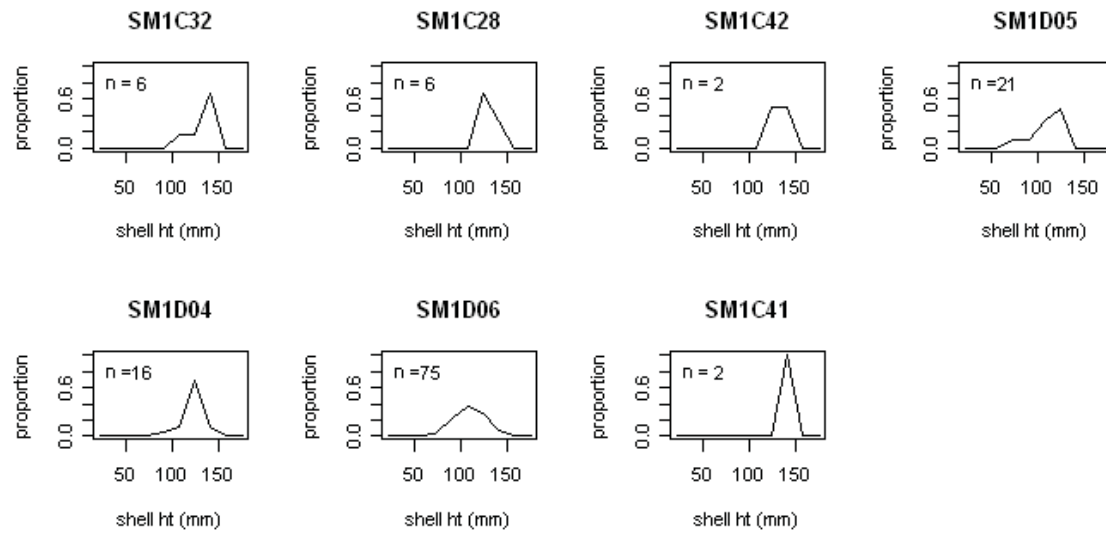 SM1C32
SM1C28
SM1C42
SM1D05
proportion
0.0 0.6
n = 6
50 100 150
shell ht (mm)
proportion
0.0 0.6
n = 6
50 100 150
shell ht (mm)
proportion
0.0 0.6
n = 2
50 100 150
shell ht (mm)
proportion
0.0 0.6
n =21
50 100 150
shell ht (mm)
SM1D04
SM1D06
SM1C41
proportion
0.0 0.6
n =16
50 100 150
shell ht (mm)
proportion
0.0 0.6
n =75
50 100 150
shell ht (mm)
proportion
0.0 0.6
n = 2
50 100 150
shell ht (mm)